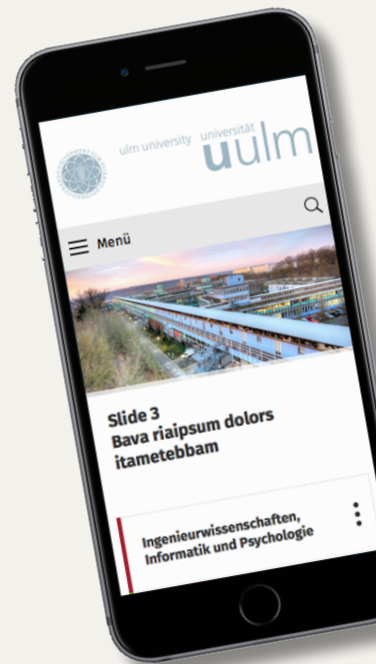 ulm university universität
uulm
Menü
Slide 3
Bava riaipsum dolors
itametebbam
Ingenieurwissenschaften,
Informatik und Psychologie